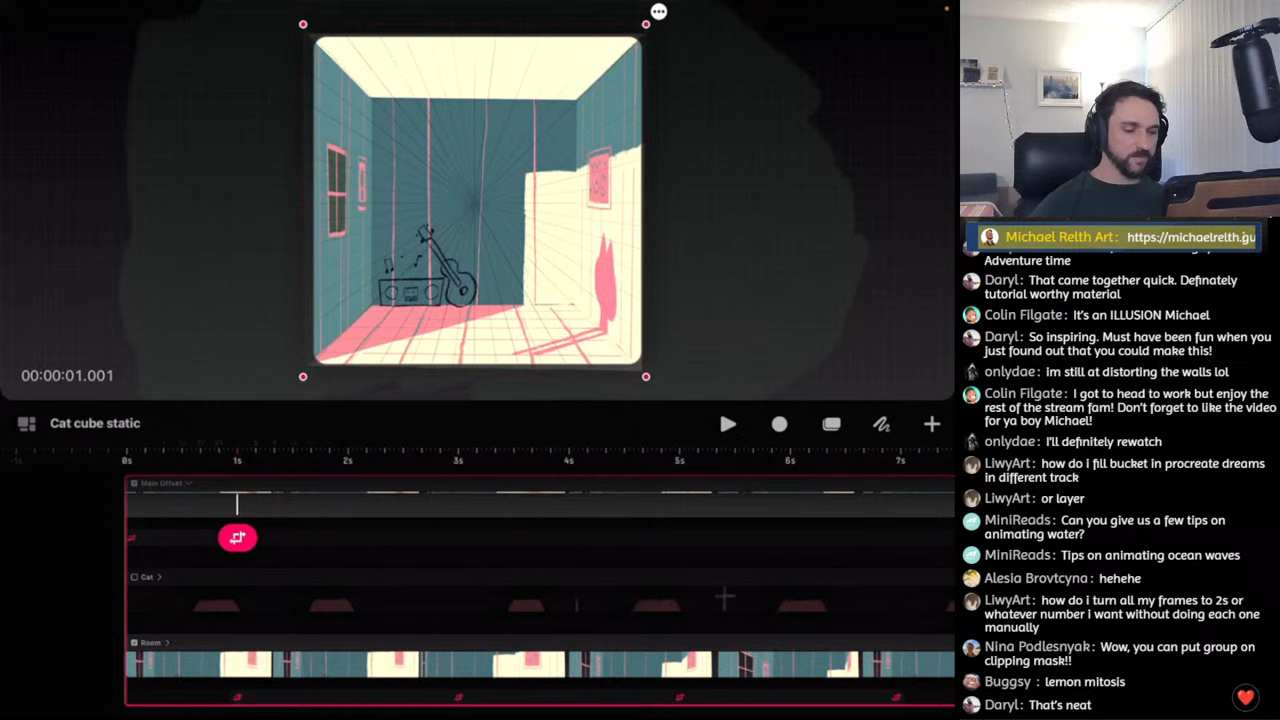 00:00:01.001
Cat cube static
-1s
0s
1s
2s
3s
4s
5s
6s
7s
Main Offset
Cat
Room
Michael Relth Art: https://michaelrelth.gu
Adventure time
Daryl: That came together quick. Definately
tutorial worthy material
Colin Filgate: It's an ILLUSION Michael
Daryl: So inspiring. Must have been fun when you
just found out that you could make this!
onlydae: im still at distorting the walls lol
Colin Filgate: I got to head to work but enjoy the
rest of the stream fam! Don't forget to like the video
for ya boy Michael!
onlydae: I'll definitely rewatch
LiwyArt: how do i fill bucket in procreate dreams
in different track
LiwyArt: or layer
MiniReads: Can you give us a few tips on
animating water?
MiniReads: Tips on animating ocean waves
Alesia Brovtcyna: hehehe
LiwyArt: how do i turn all my frames to 2s or
whatever number i want without doing each one
manually
Nina Podlesnyak: Wow, you can put group on
clipping mask!!
Buggsy : lemon mitosis
Daryl: That's neat